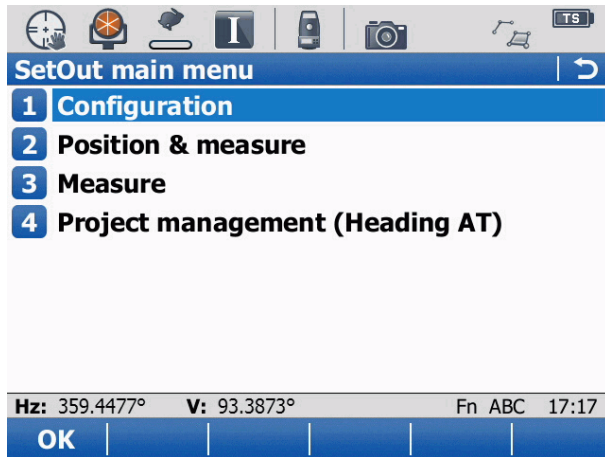 I
TS
SetOut main menu
1 Configuration
2 Position & measure
3 Measure
4 Project management (Heading AT)
Hz: 359.4477° V: 93.3873° Fn ABC 17:17
OK